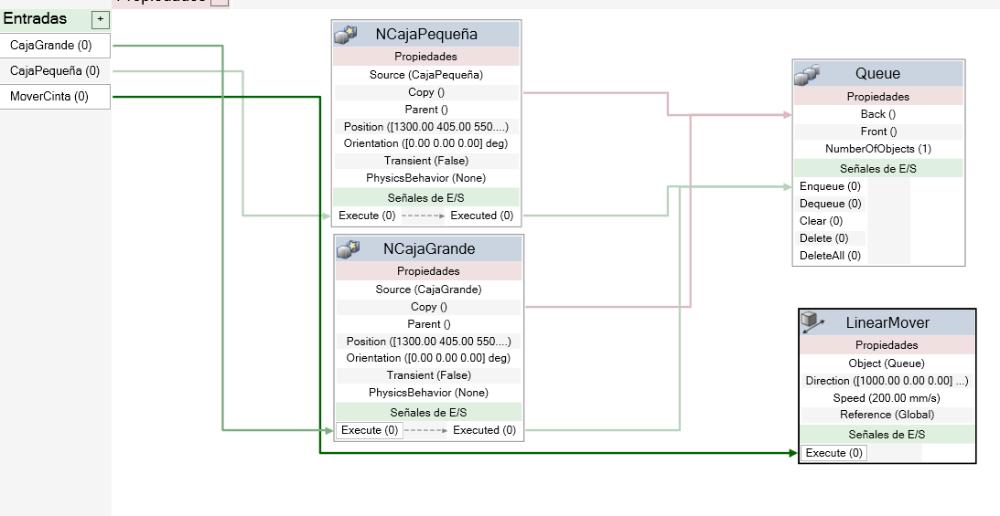 Propiedades
Entradas +
CajaGrande (0)
CajaPequeña (0)
MoverCinta (0)
NCajaPequeña
Propiedades
Source (CajaPequeña)
Copy ()
Parent ()
Position ([1300.00 405.00 550....)
Orientation ([0.00 0.00 0.00] deg)
Transient (False)
PhysicsBehavior (None)
Señales de E/S
Execute (0) Executed (0)
NCajaGrande
Propiedades
Source (CajaGrande)
Copy ()
Parent ()
Position ([1300.00 405.00 550....)
Orientation ([0.00 0.00 0.00] deg)
Transient (False)
PhysicsBehavior (None)
Señales de E/S
Execute (0) Executed (0)
Queue
Propiedades
Back ()
Front ()
NumberOfObjects (1)
Señales de E/S
Enqueue (0)
Dequeue (0)
Clear (0)
Delete (0)
DeleteAll (0)
LinearMover
Propiedades
Object (Queue)
Direction ([1000.00 0.00 0.00] ...)
Speed (200.00 mm/s)
Reference (Global)
Señales de E/S
Execute (0)